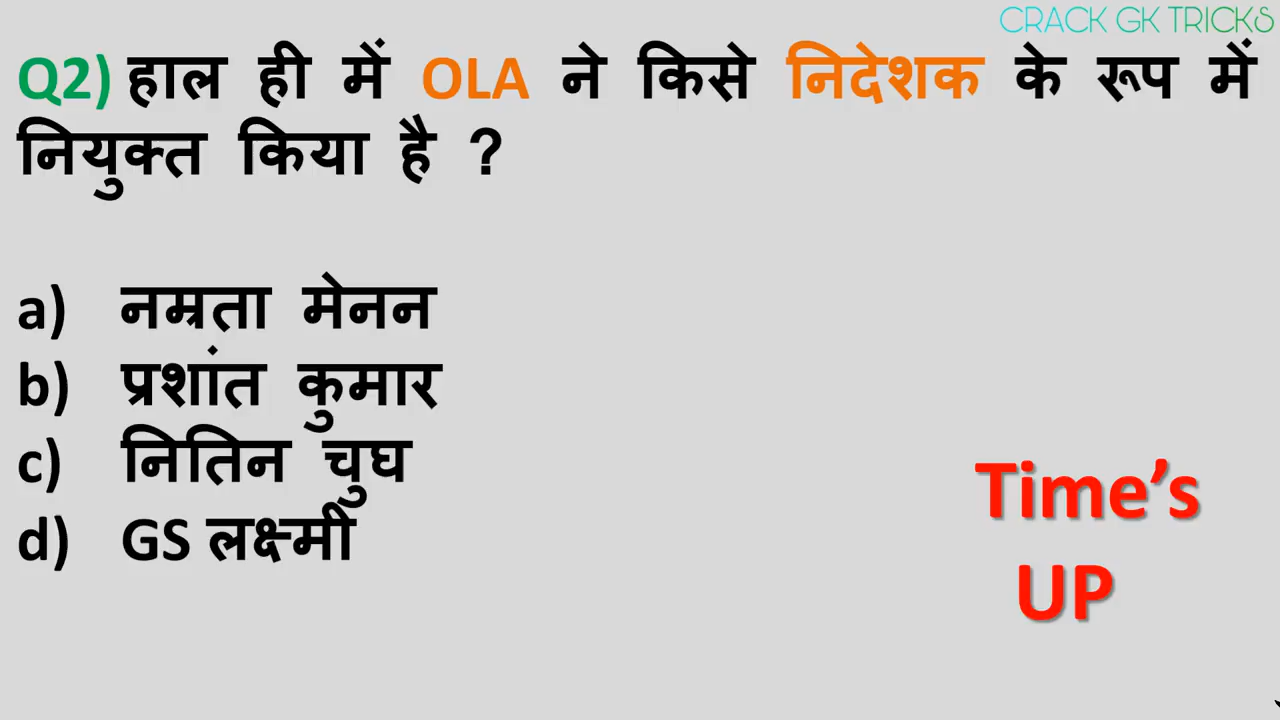 CRACK GK TRICKS
Q2) हाल ही में OLA ने किसे निदेशक के रूप में
नियुक्त किया है ?
a) नम्रता मेनन
b) प्रशांत कुमार
c) नितिन चुघ
d) GS लक्ष्मी
Time’s
UP